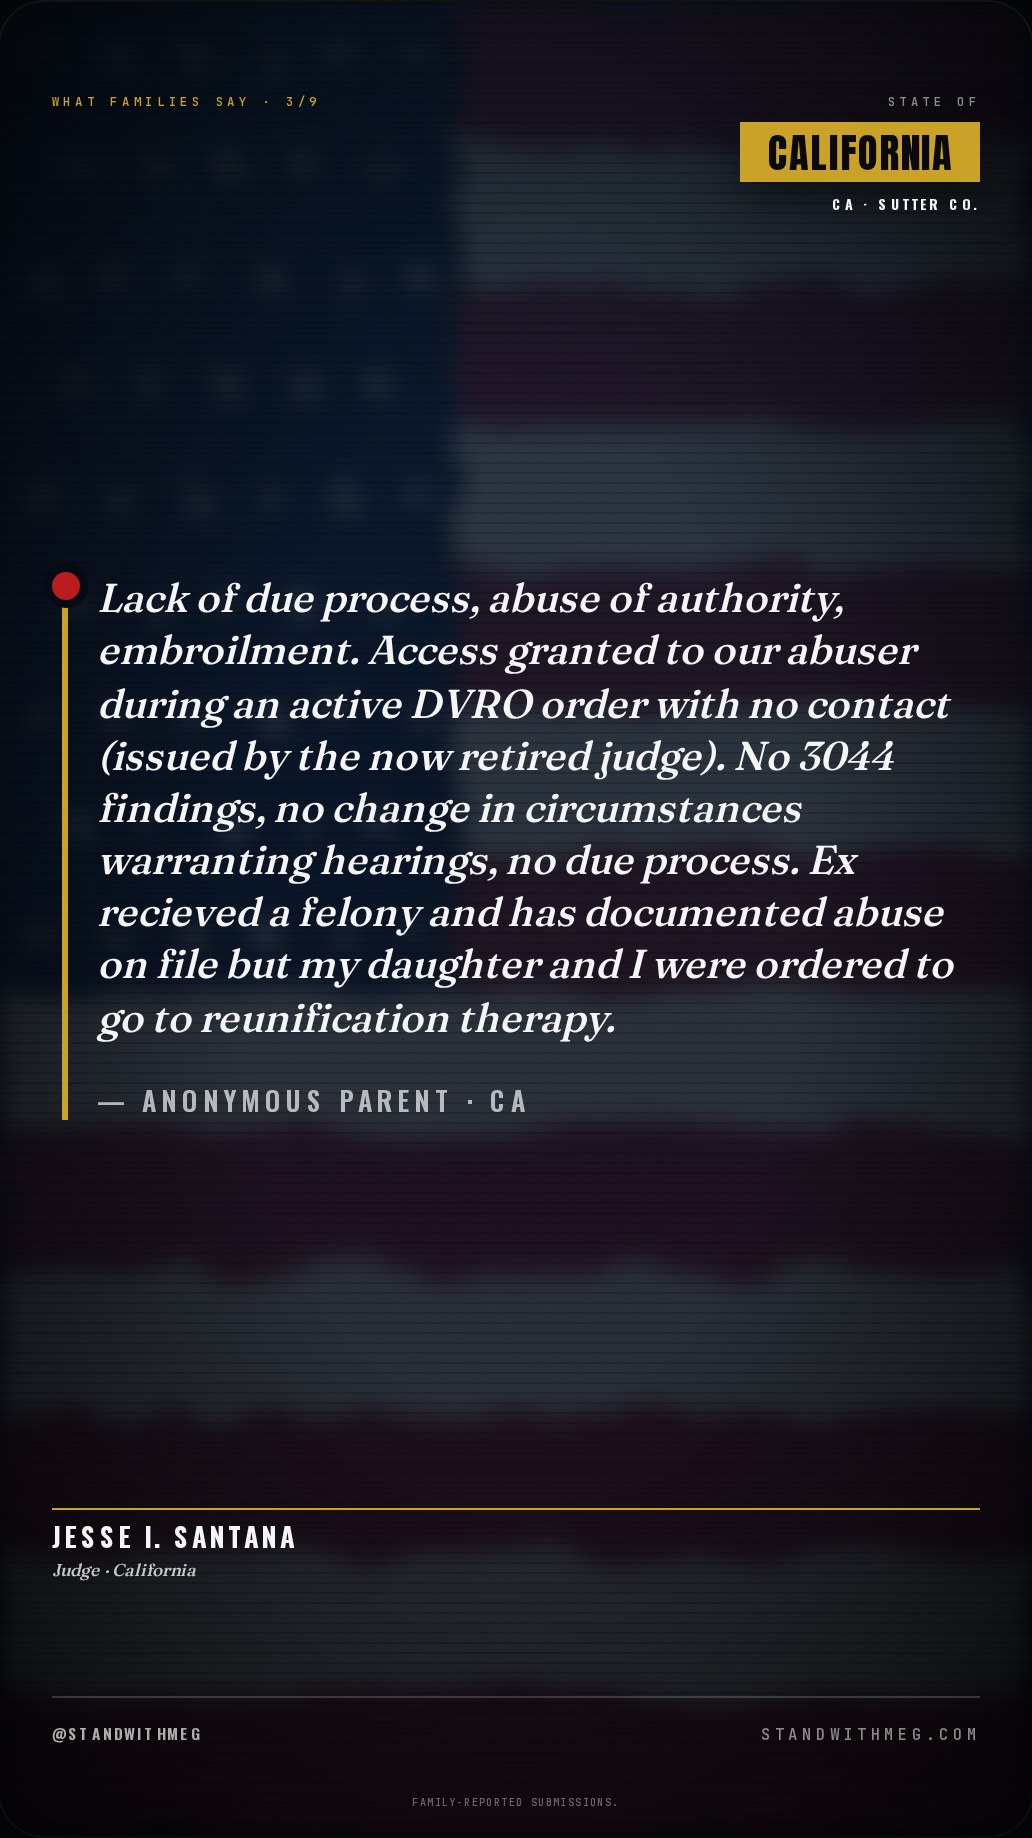 WHAT FAMILIES SAY · 3/9
STATE OF
CALIFORNIA
CA · SUTTER CO.
Lack of due process, abuse of authority,
embroilment. Access granted to our abuser
during an active DVRO order with no contact
(issued by the now retired judge). No 3044
findings, no change in circumstances
warranting hearings, no due process. Ex
recieved a felony and has documented abuse
on file but my daughter and I were ordered to
go to reunification therapy.
— ANONYMOUS PARENT · CA
JESSE I. SANTANA
Judge · California
@STANDWITHMEG
STANDWITHMEG.COM
FAMILY-REPORTED SUBMISSIONS.